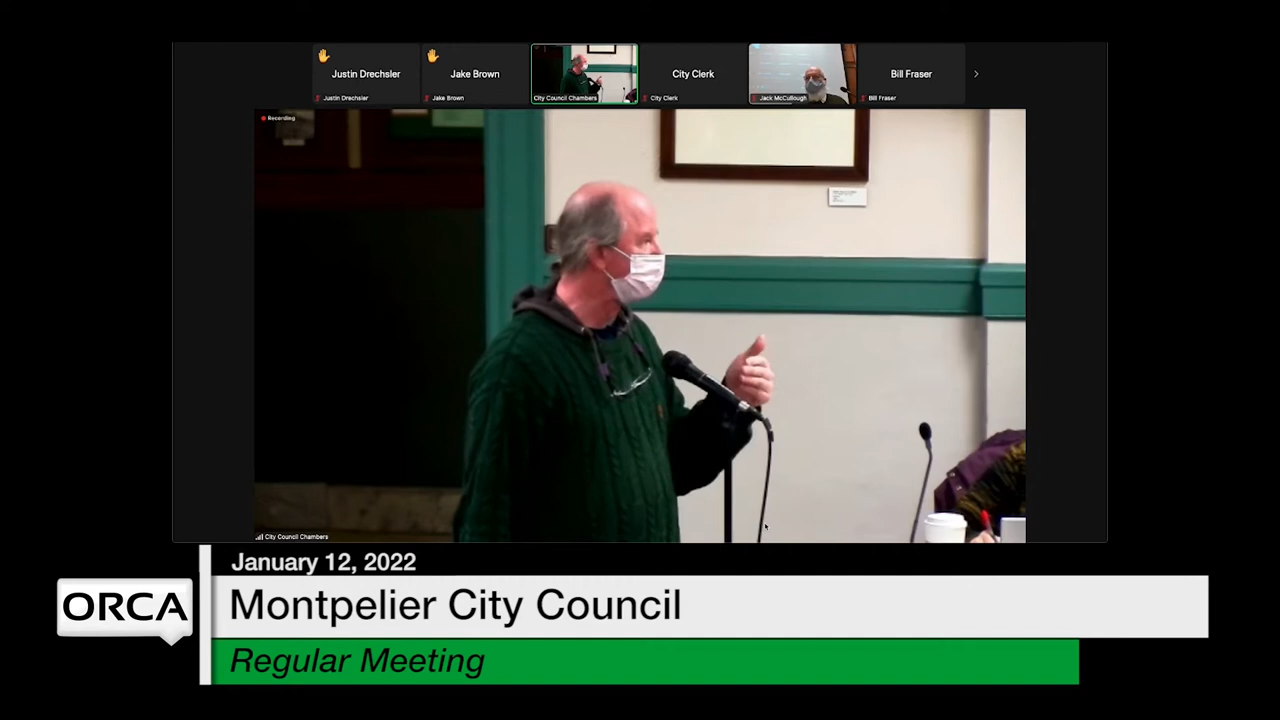 Justin Drechsler
Jake Brown
City Clerk
Bill Fraser
Justin Drechsler
Jake Brown
City Council Chambers
City Clerk
Jack McCullough
Bill Fraser
Recording
City Council Chambers
January 12, 2022
ORCA
Montpelier City Council
Regular Meeting